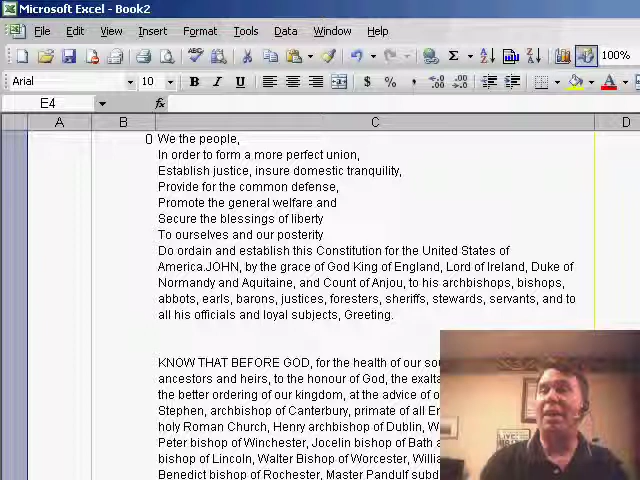 Microsoft Excel - Book2
File Edit View Insert Format Tools Data Window Help
100%
Arial 10 B I U $ % ,
E4 fx
A B C D
0 We the people,
In order to form a more perfect union,
Establish justice, insure domestic tranquility,
Provide for the common defense,
Promote the general welfare and
Secure the blessings of liberty
To ourselves and our posterity
Do ordain and establish this Constitution for the United States of
America.JOHN, by the grace of God King of England, Lord of Ireland, Duke of
Normandy and Aquitaine, and Count of Anjou, to his archbishops, bishops,
abbots, earls, barons, justices, foresters, sheriffs, stewards, servants, and to
all his officials and loyal subjects, Greeting.
KNOW THAT BEFORE GOD, for the health of our sou
ancestors and heirs, to the honour of God, the exalta
the better ordering of our kingdom, at the advice of o
Stephen, archbishop of Canterbury, primate of all En
holy Roman Church, Henry archbishop of Dublin, W
Peter bishop of Winchester, Jocelin bishop of Bath a
bishop of Lincoln, Walter Bishop of Worcester, Willia
Benedict bishop of Rochester, Master Pandulf subd